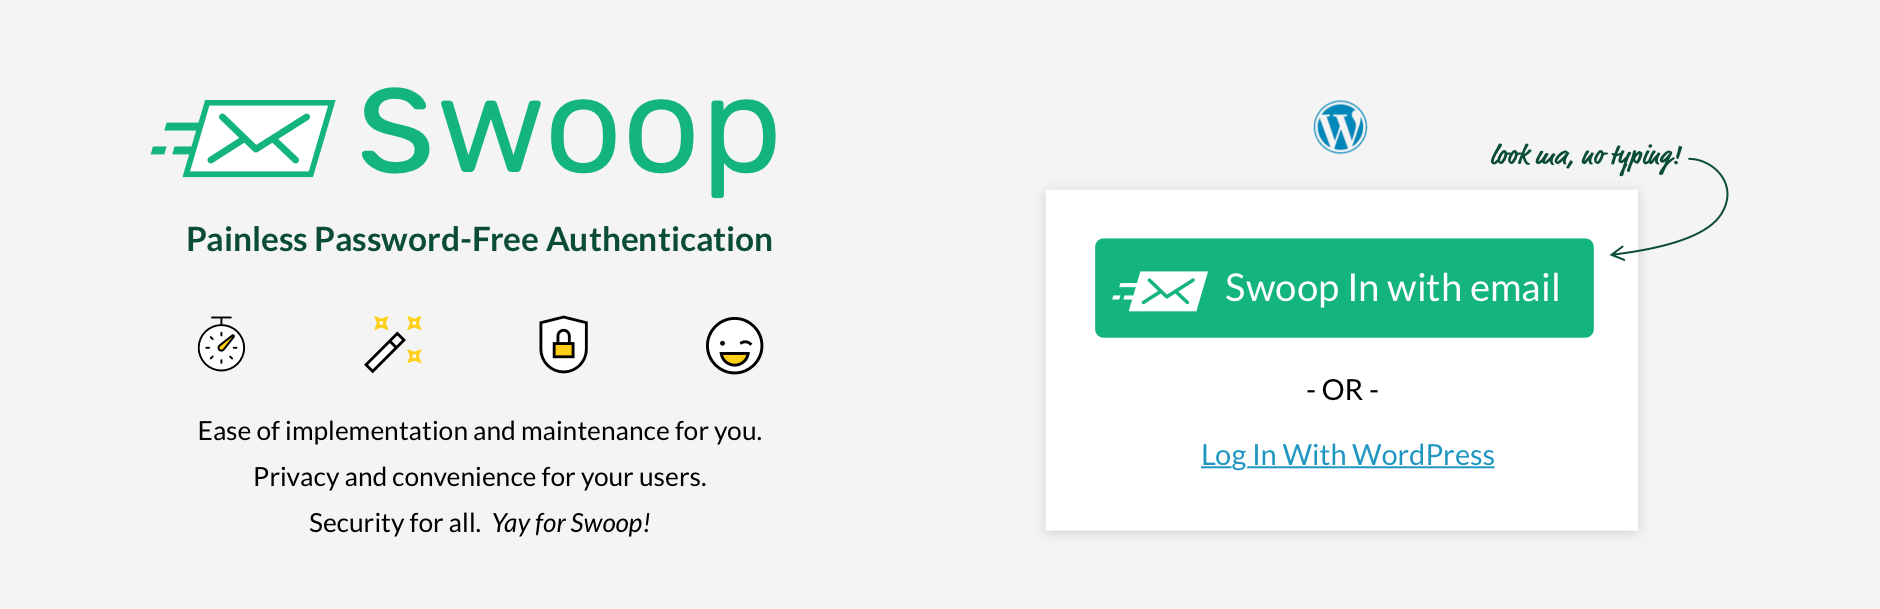 Swoop
Painless Password-Free Authentication
Ease of implementation and maintenance for you.
Privacy and convenience for your users.
Security for all. Yay for Swoop!
look ma, no typing!
Swoop In with email
- OR -
Log In With WordPress